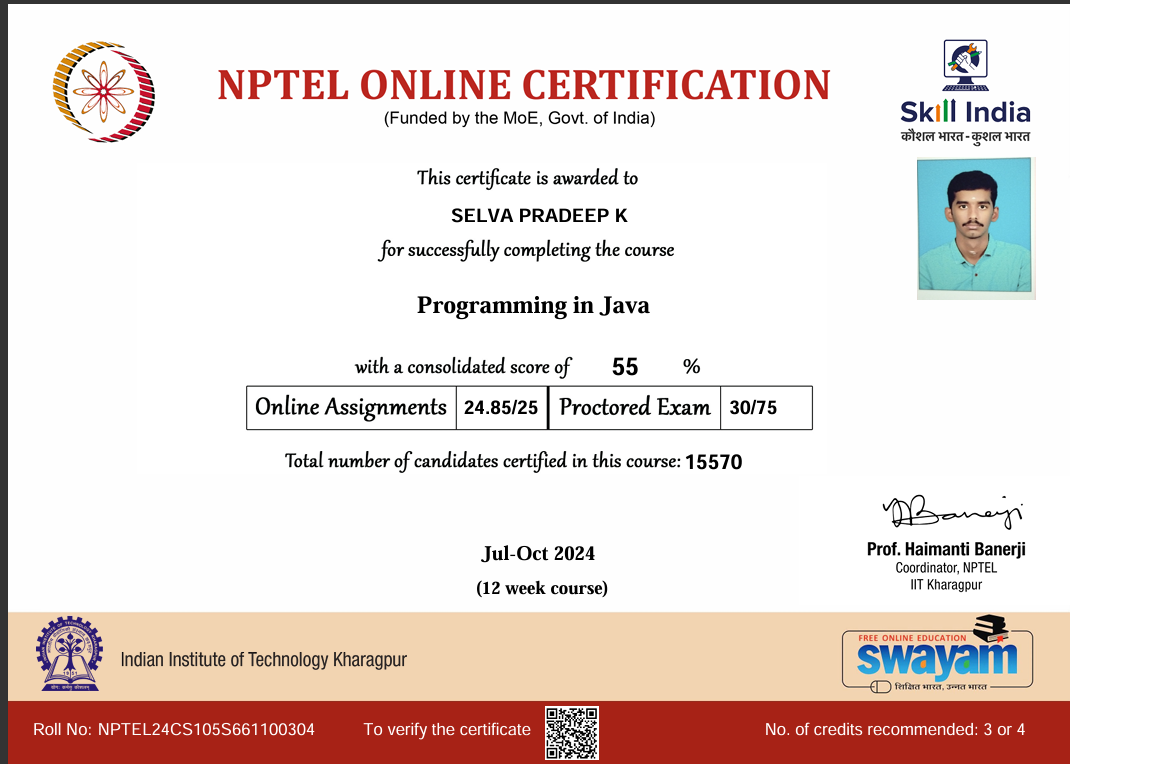 NPTEL ONLINE CERTIFICATION
(Funded by the MoE, Govt. of India)
Skill India
कौशल भारत - कुशल भारत
This certificate is awarded to
SELVA PRADEEP K
for successfully completing the course
Programming in Java
with a consolidated score of 55 %
Online Assignments 24.85/25 Proctored Exam 30/75
Total number of candidates certified in this course: 15570
Banerji
Prof. Haimanti Banerji
Coordinator, NPTEL
IIT Kharagpur
Jul-Oct 2024
(12 week course)
Indian Institute of Technology Kharagpur
1951
FREE ONLINE EDUCATION
swayam
शिक्षित भारत, उन्नत भारत
Roll No: NPTEL24CS105S661100304 To verify the certificate No. of credits recommended: 3 or 4